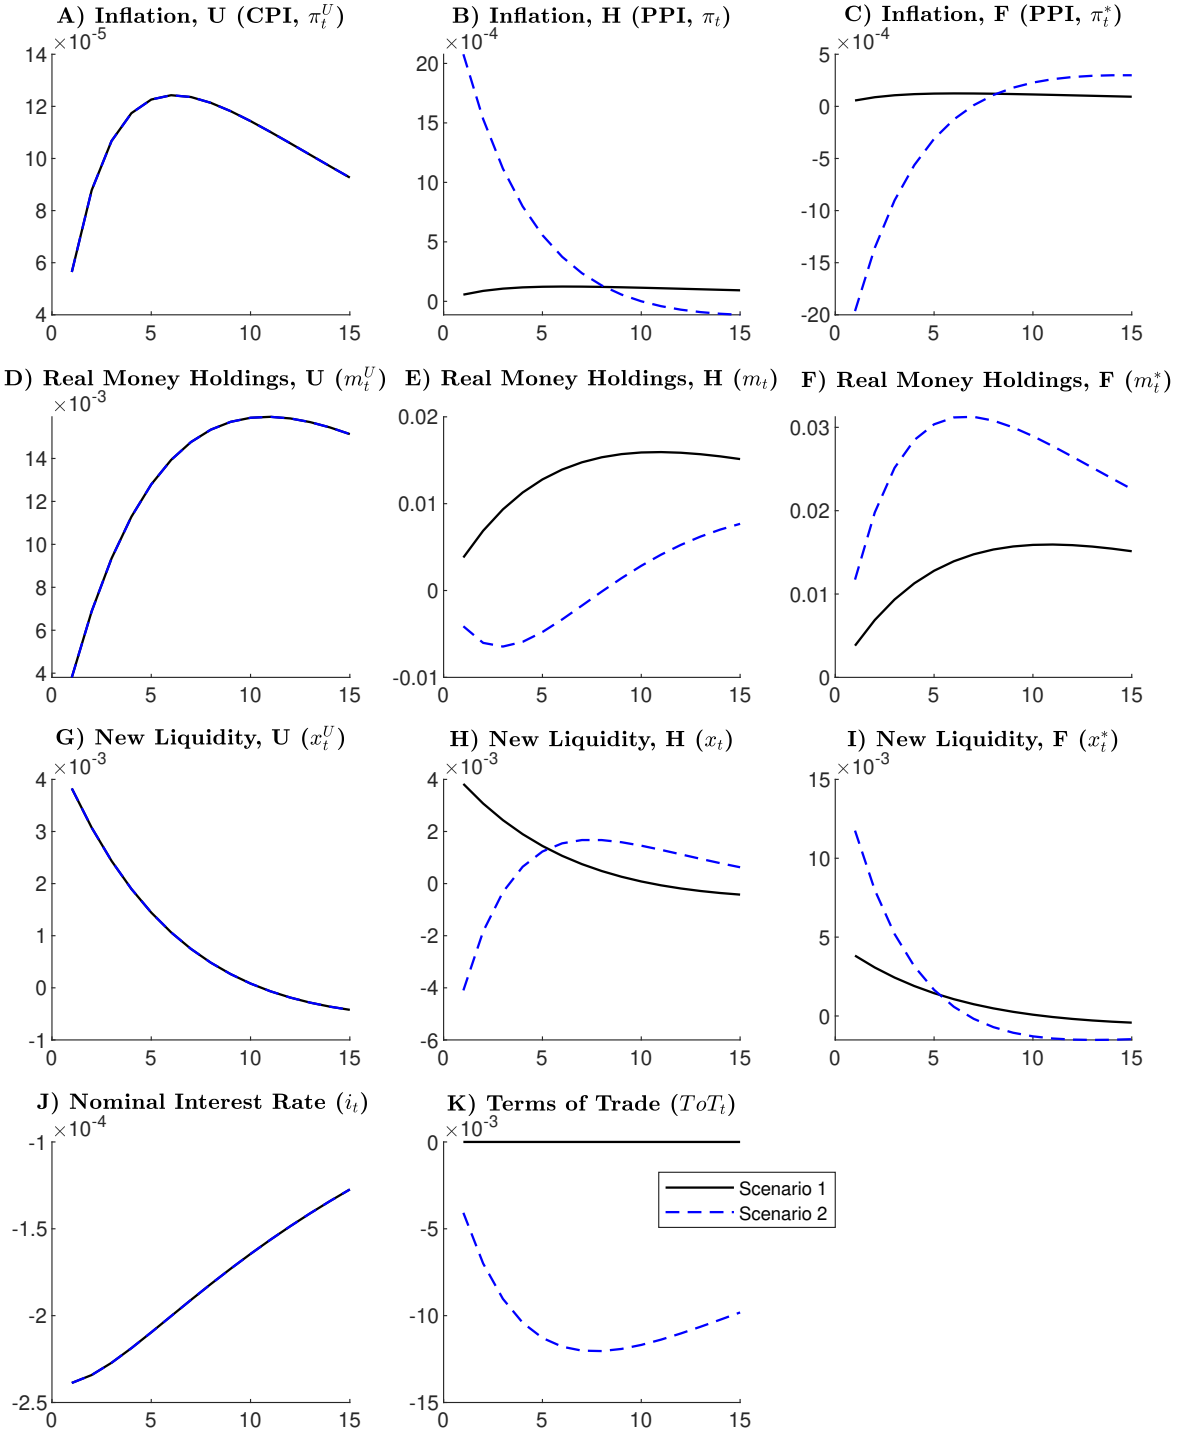 A) Inflation, U (CPI, π_t^U)
×10^-5
14
12
10
8
6
4
0 5 10 15
B) Inflation, H (PPI, π_t)
×10^-4
20
15
10
5
0
0 5 10 15
C) Inflation, F (PPI, π_t^*)
×10^-4
5
0
-5
-10
-15
-20
0 5 10 15
D) Real Money Holdings, U (m_t^U)
×10^-3
14
12
10
8
6
4
0 5 10 15
E) Real Money Holdings, H (m_t)
0.02
0.01
0
-0.01
0 5 10 15
F) Real Money Holdings, F (m_t^*)
0.03
0.02
0.01
0
0 5 10 15
G) New Liquidity, U (x_t^U)
×10^-3
4
3
2
1
0
-1
0 5 10 15
H) New Liquidity, H (x_t)
×10^-3
4
2
0
-2
-4
-6
0 5 10 15
I) New Liquidity, F (x_t^*)
×10^-3
15
10
5
0
0 5 10 15
J) Nominal Interest Rate (i_t)
×10^-4
-1
-1.5
-2
-2.5
0 5 10 15
K) Terms of Trade (ToT_t)
×10^-3
0
-5
-10
-15
0 5 10 15
Scenario 1
Scenario 2